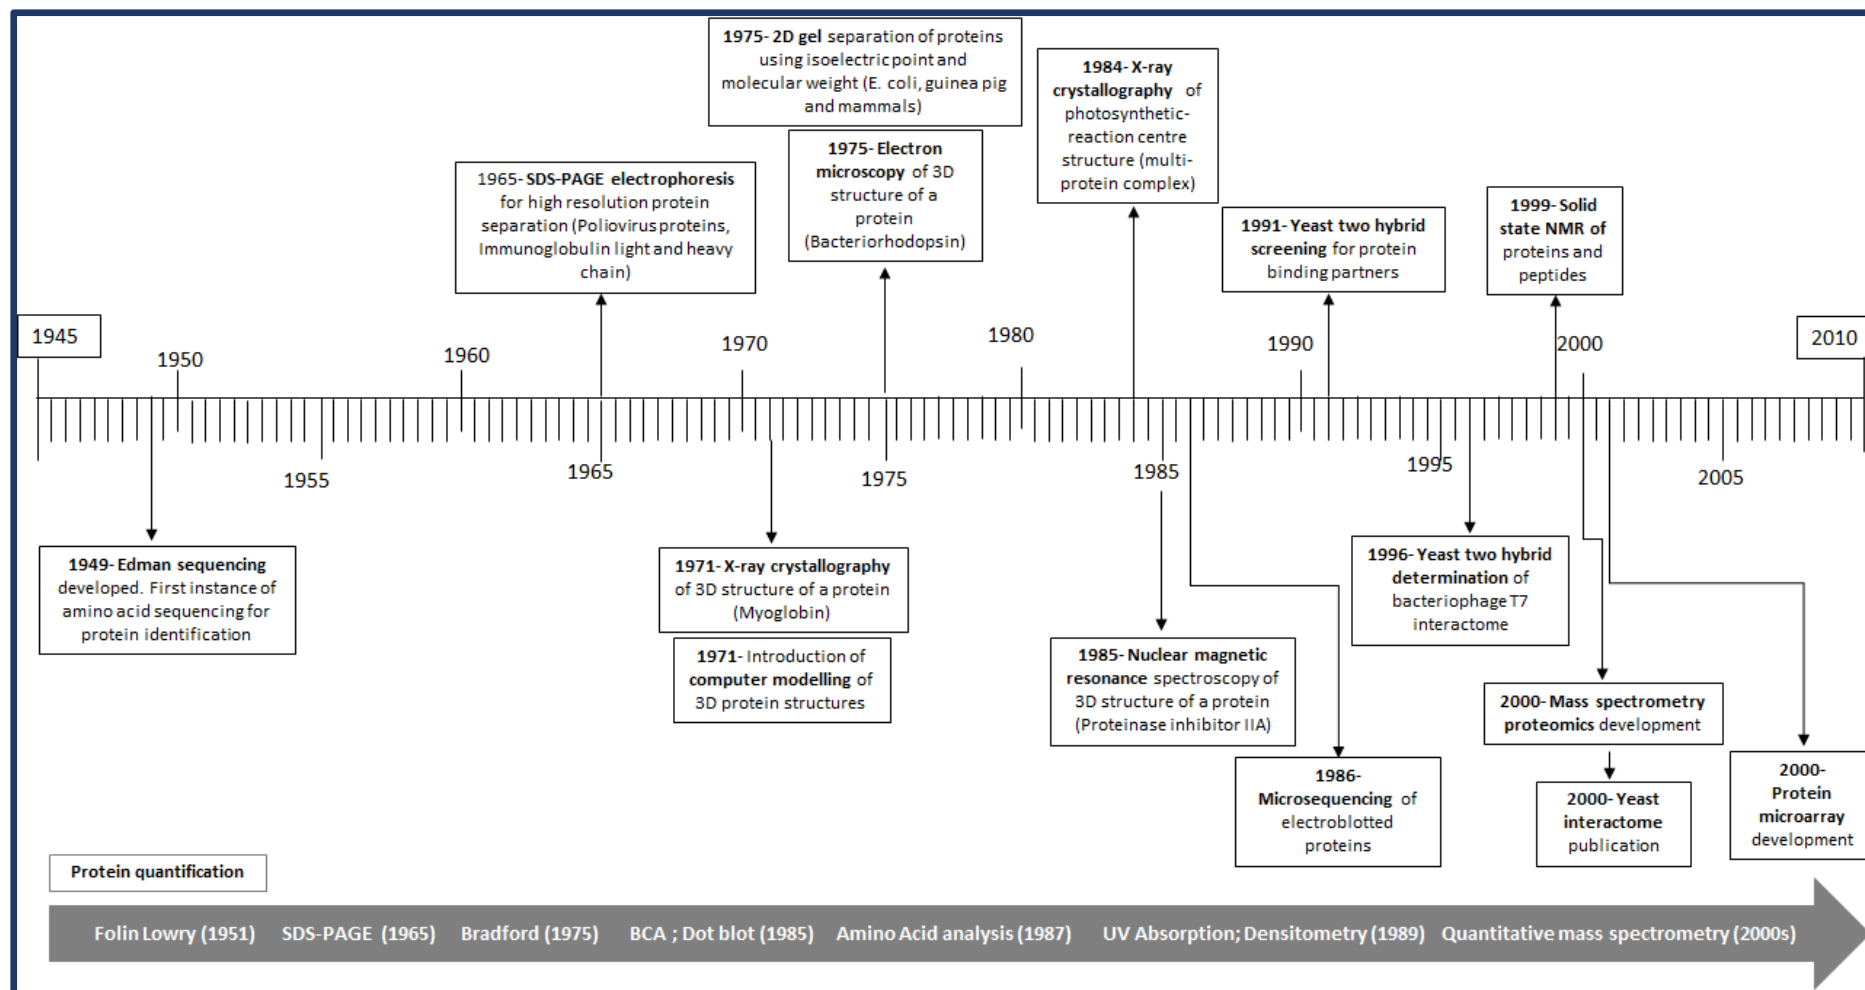 1975- 2D gel separation of proteins
using isoelectric point and
molecular weight (E. coli, guinea pig
and mammals)
1975- Electron
microscopy of 3D
structure of a
protein
(Bacteriorhodopsin)
1965- SDS-PAGE electrophoresis
for high resolution protein
separation (Poliovirus proteins,
Immunoglobulin light and heavy
chain)
1984- X-ray
crystallography of
photosynthetic-
reaction centre
structure (multi-
protein complex)
1991- Yeast two hybrid
screening for protein
binding partners
1999- Solid
state NMR of
proteins and
peptides
1945
1950
1960
1970
1980
1990
2000
2010
1955
1965
1975
1985
1995
2005
1949- Edman sequencing
developed. First instance of
amino acid sequencing for
protein identification
1971- X-ray crystallography
of 3D structure of a protein
(Myoglobin)
1971- Introduction of
computer modelling of
3D protein structures
1985- Nuclear magnetic
resonance spectroscopy of
3D structure of a protein
(Proteinase inhibitor IIA)
1986-
Microsequencing of
electroblotted
proteins
1996- Yeast two hybrid
determination of
bacteriophage T7
interactome
2000- Mass spectrometry
proteomics development
2000- Yeast
interactome
publication
2000-
Protein
microarray
development
Protein quantification
Folin Lowry (1951) SDS-PAGE (1965) Bradford (1975) BCA ; Dot blot (1985) Amino Acid analysis (1987) UV Absorption; Densitometry (1989) Quantitative mass spectrometry (2000s)